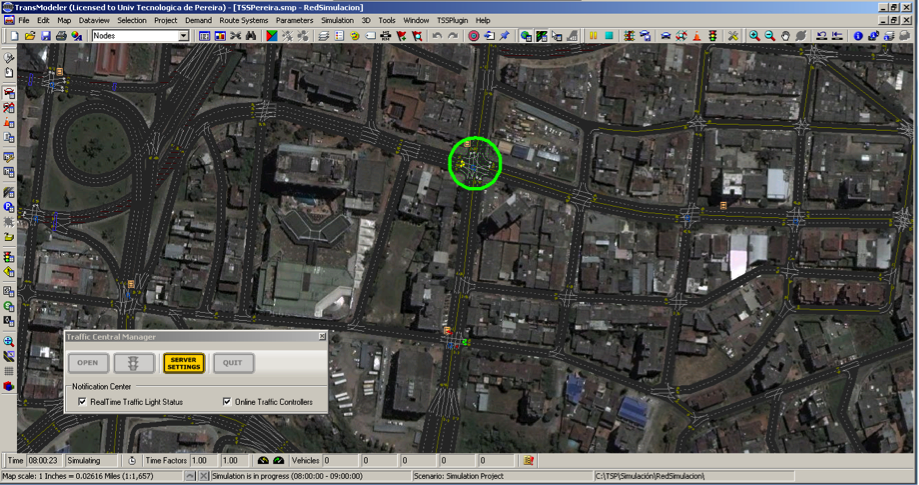 TransModeler (Licensed to Univ Tecnologica de Pereira) - [TSSPereira.smp - RedSimulacion]
File Edit Map Dataview Selection Project Demand Route Systems Parameters Simulation 3D Tools Window TSSPlugin Help
Nodes
Traffic Central Manager
OPEN
SERVER
SETTINGS
QUIT
Notification Center
RealTime Traffic Light Status
Online Traffic Controllers
Time 08:00:23 Simulating Time Factors 1.00 1.00 Vehicles 0 0 0 0 0
Map scale: 1 Inches = 0.02616 Miles (1:1,657) Simulation is in progress (08:00:00 - 09:00:00) Scenario: Simulation Project C:\TSP\Simulación\RedSimulacion\